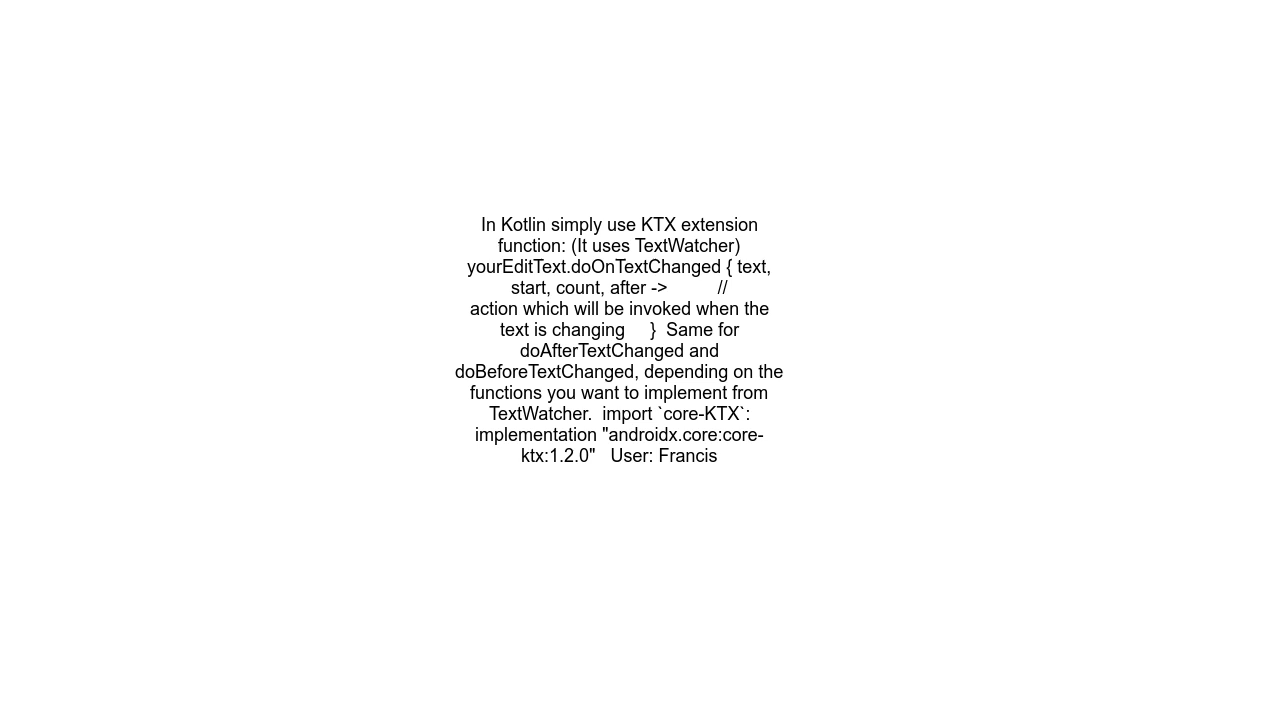 In Kotlin simply use KTX extension
function: (It uses TextWatcher)
yourEditText.doOnTextChanged { text,
start, count, after ->          //
action which will be invoked when the
text is changing     }  Same for
doAfterTextChanged and
doBeforeTextChanged, depending on the
functions you want to implement from
TextWatcher.  import `core-KTX`:
implementation "androidx.core:core-
ktx:1.2.0"   User: Francis